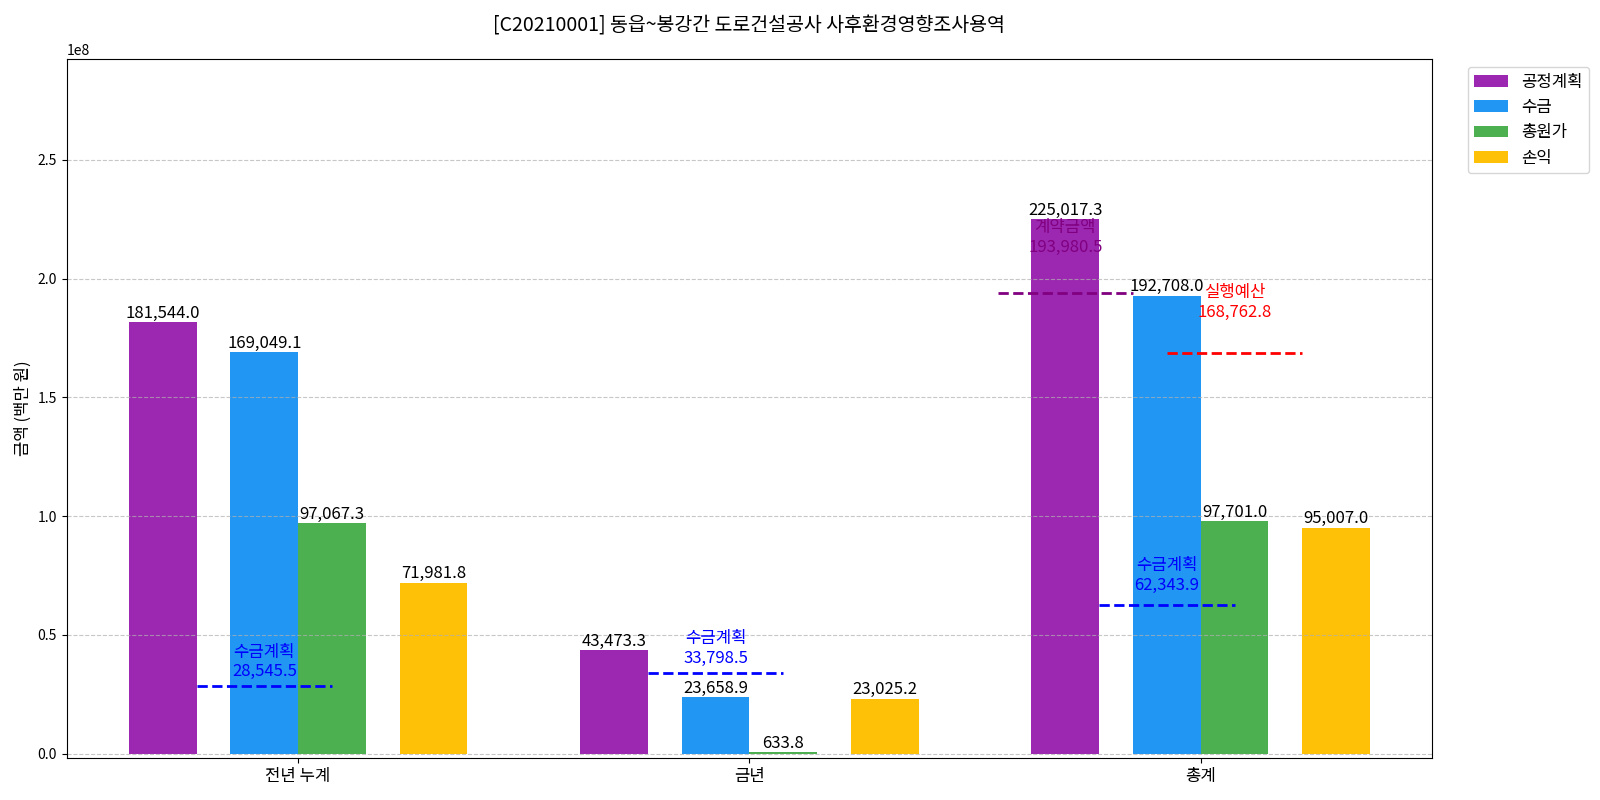 [C20210001] 동읍~봉강간 도로건설공사 사후환경영향조사용역
1e8
공정계획
수금
총원가
손익
2.5
2.0
1.5
1.0
0.5
0.0
금액 (백만 원)
181,544.0
169,049.1
97,067.3
71,981.8
수금계획
28,545.5
43,473.3
수금계획
33,798.5
23,658.9
633.8
23,025.2
225,017.3
계약금액
193,980.5
192,708.0
실행예산
168,762.8
97,701.0
95,007.0
수금계획
62,343.9
전년 누계
금년
총계